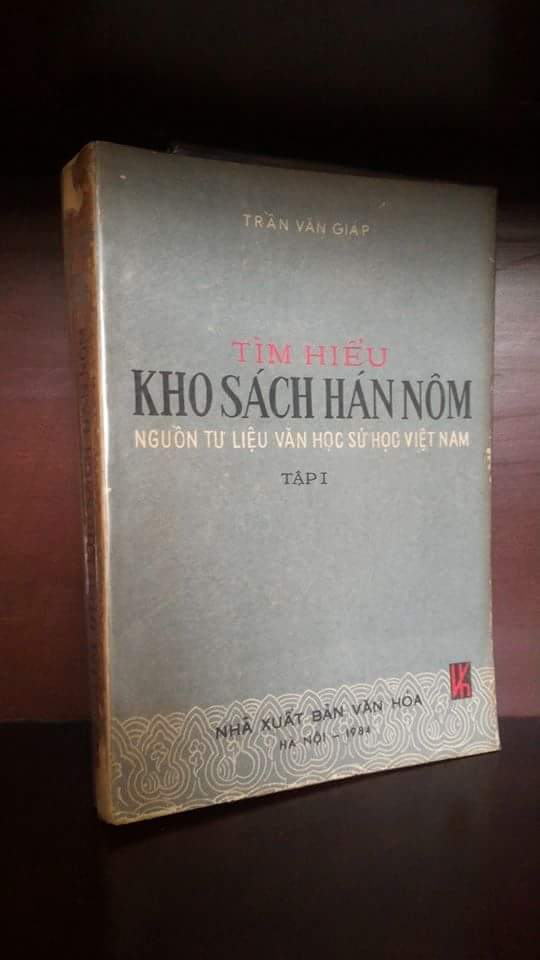 TRẦN VĂN GIÁP
TÌM HIỂU
KHO SÁCH HÁN NÔM
NGUỒN TƯ LIỆU VĂN HỌC SỬ HỌC VIỆT NAM
TẬP I
NHÀ XUẤT BẢN VĂN HÓA
HÀ NỘI - 1984